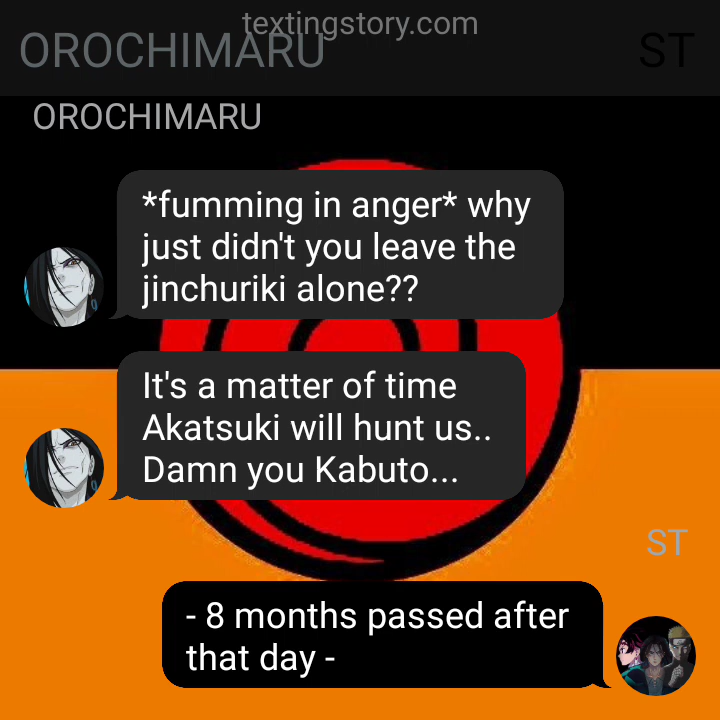 textingstory.com
OROCHIMARU ST
OROCHIMARU
*fumming in anger* why
just didn't you leave the
jinchuriki alone??
It's a matter of time
Akatsuki will hunt us..
Damn you Kabuto...
ST
- 8 months passed after
that day -